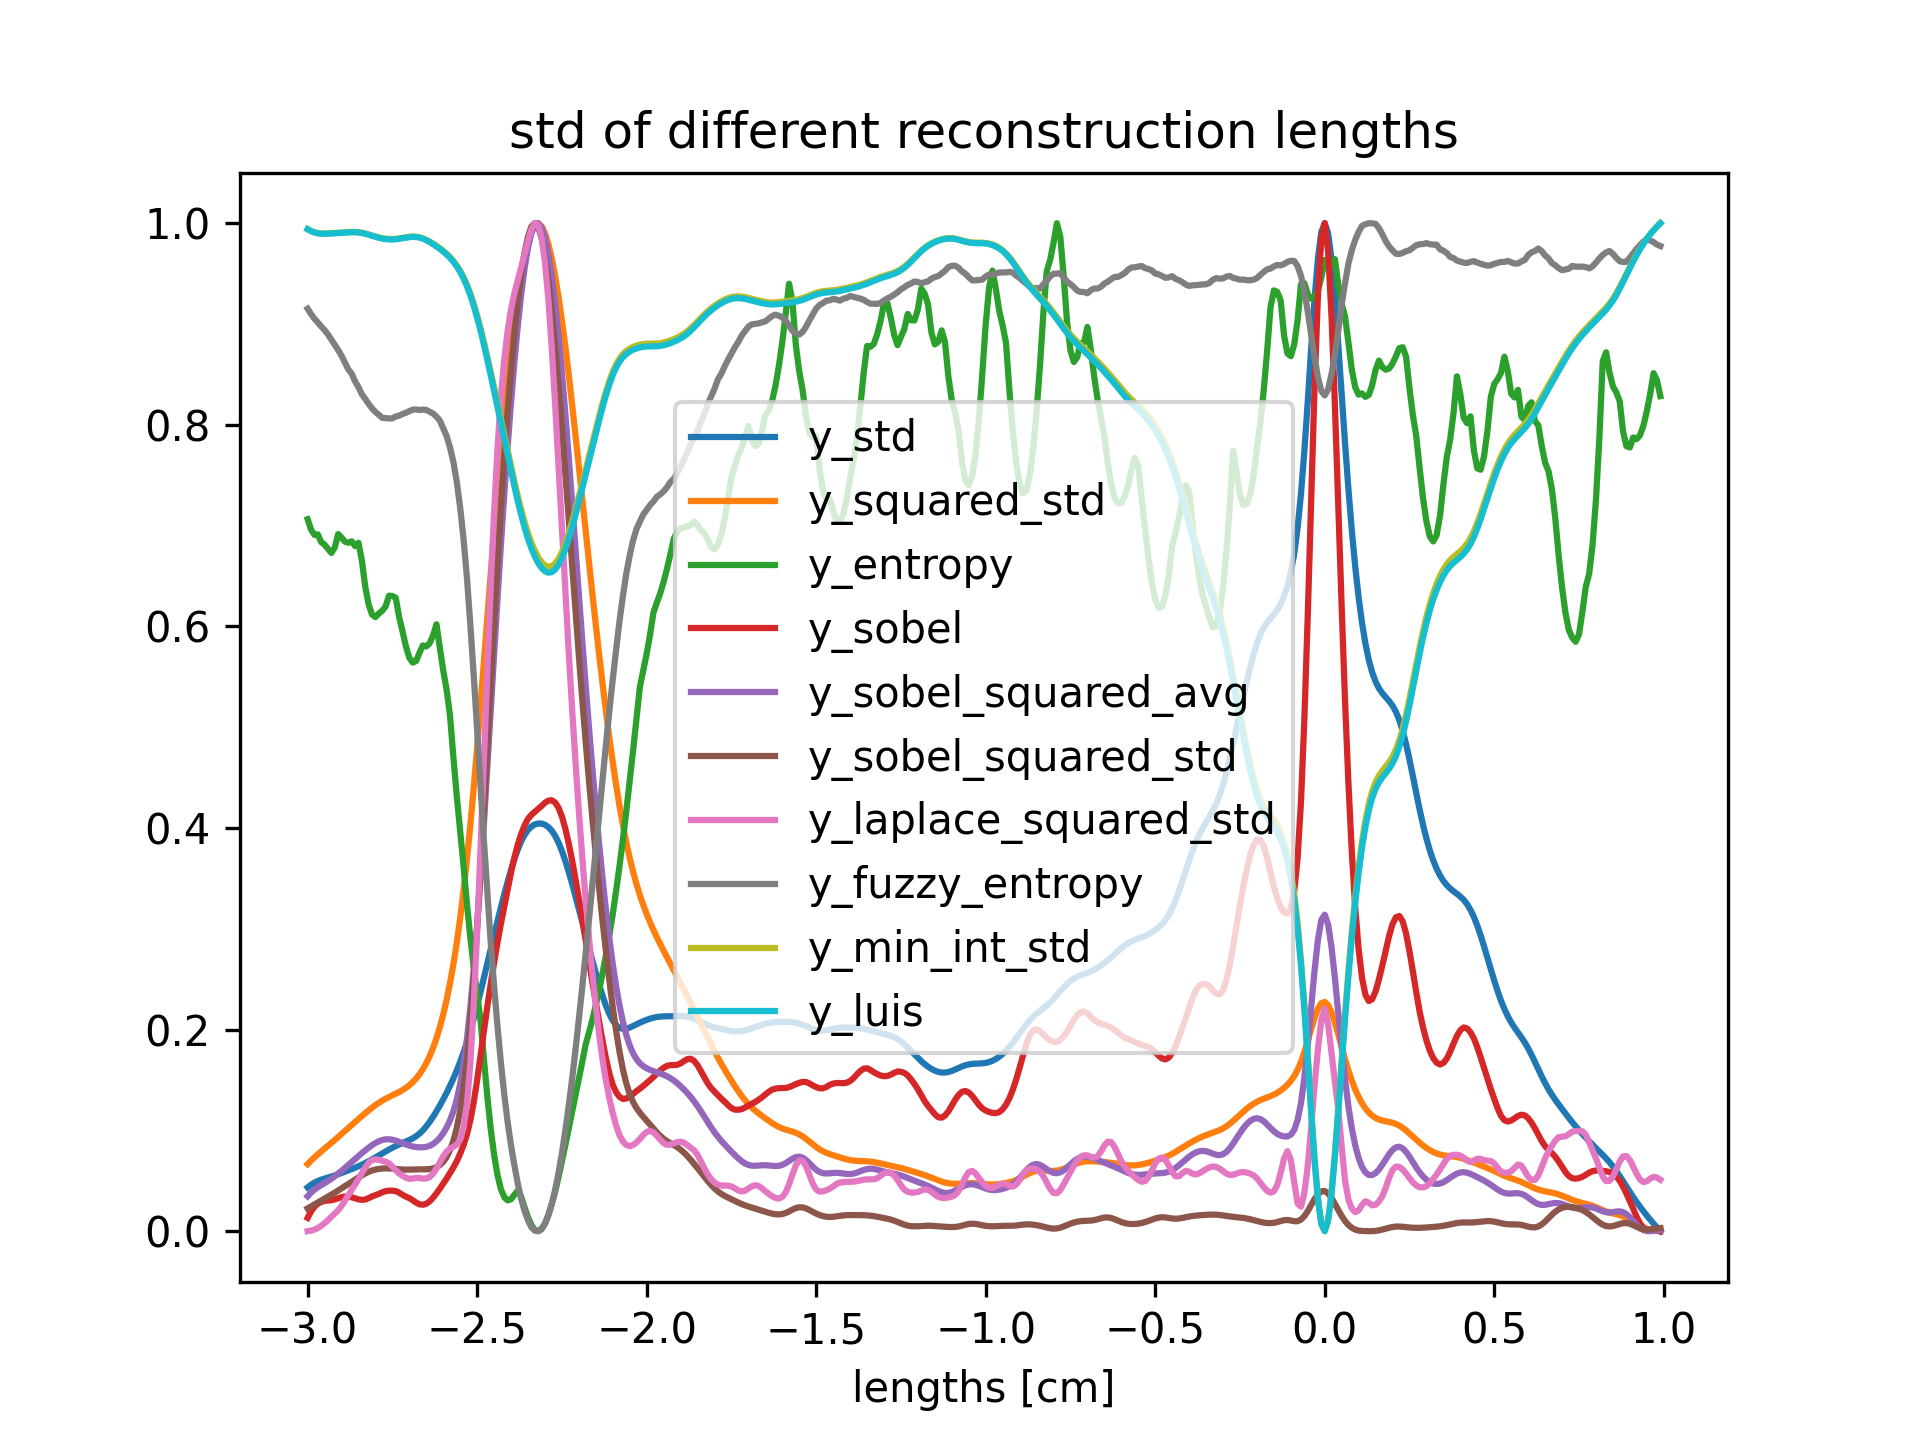 std of different reconstruction lengths
1.0
0.8
0.6
0.4
0.2
0.0
y_std
y_squared_std
y_entropy
y_sobel
y_sobel_squared_avg
y_sobel_squared_std
y_laplace_squared_std
y_fuzzy_entropy
y_min_int_std
y_luis
−3.0 −2.5 −2.0 −1.5 −1.0 −0.5 0.0 0.5 1.0
lengths [cm]